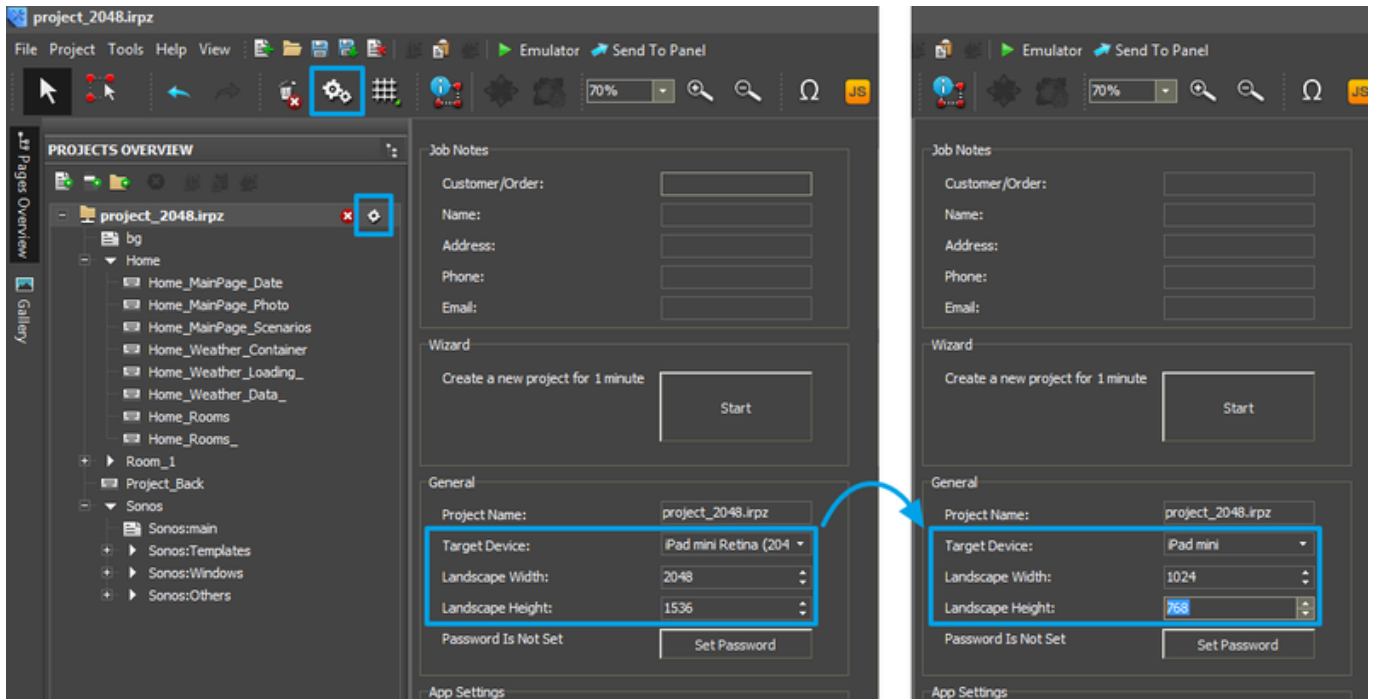 project_2048.irpz
File Project Tools Help View
Emulator Send To Panel
Emulator Send To Panel
70%
Ω
JS
70%
Ω
JS
Pages Overview
Gallery
PROJECTS OVERVIEW
project_2048.irpz
bg
Home
Home_MainPage_Date
Home_MainPage_Photo
Home_MainPage_Scenarios
Home_Weather_Container
Home_Weather_Loading_
Home_Weather_Data_
Home_Rooms
Home_Rooms_
Room_1
Project_Back
Sonos
Sonos:main
Sonos:Templates
Sonos:Windows
Sonos:Others
Job Notes
Customer/Order:
Name:
Address:
Phone:
Email:
Wizard
Create a new project for 1 minute
Start
General
Project Name: project_2048.irpz
Target Device: iPad mini Retina (204
Landscape Width: 2048
Landscape Height: 1536
Password Is Not Set Set Password
App Settings
Job Notes
Customer/Order:
Name:
Address:
Phone:
Email:
Wizard
Create a new project for 1 minute
Start
General
Project Name: project_2048.irpz
Target Device: iPad mini
Landscape Width: 1024
Landscape Height: 768
Password Is Not Set Set Password
App Settings